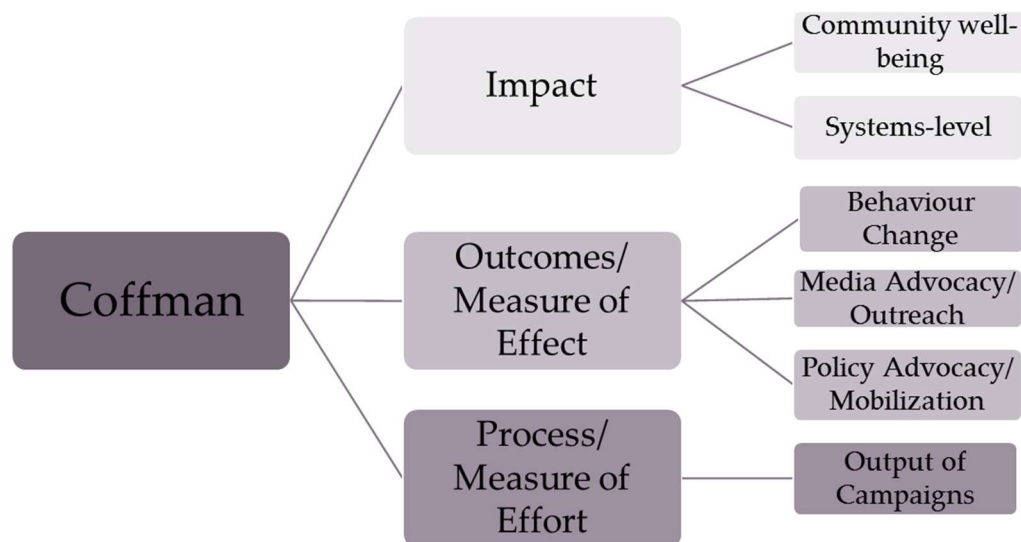 Coffman
Impact
Community well-
being
Systems-level
Outcomes/
Measure of
Effect
Behaviour
Change
Media Advocacy/
Outreach
Policy Advocacy/
Mobilization
Process/
Measure of
Effort
Output of
Campaigns